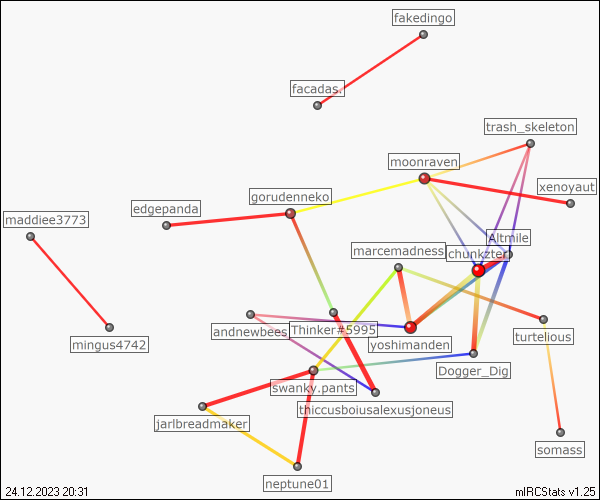 fakedingo
facadas.
trash_skeleton
moonraven
xenoyaut
gorudenneko
edgepanda
maddiee3773
Altmile
marcemadness
chunkzter
andnewbees
Thinker#5995
turtelious
mingus4742
yoshimanden
Dogger_Dig
swanky.pants
thiccusboiusalexusjoneus
jarlbreadmaker
somass
neptune01
24.12.2023 20:31
mIRCStats v1.25